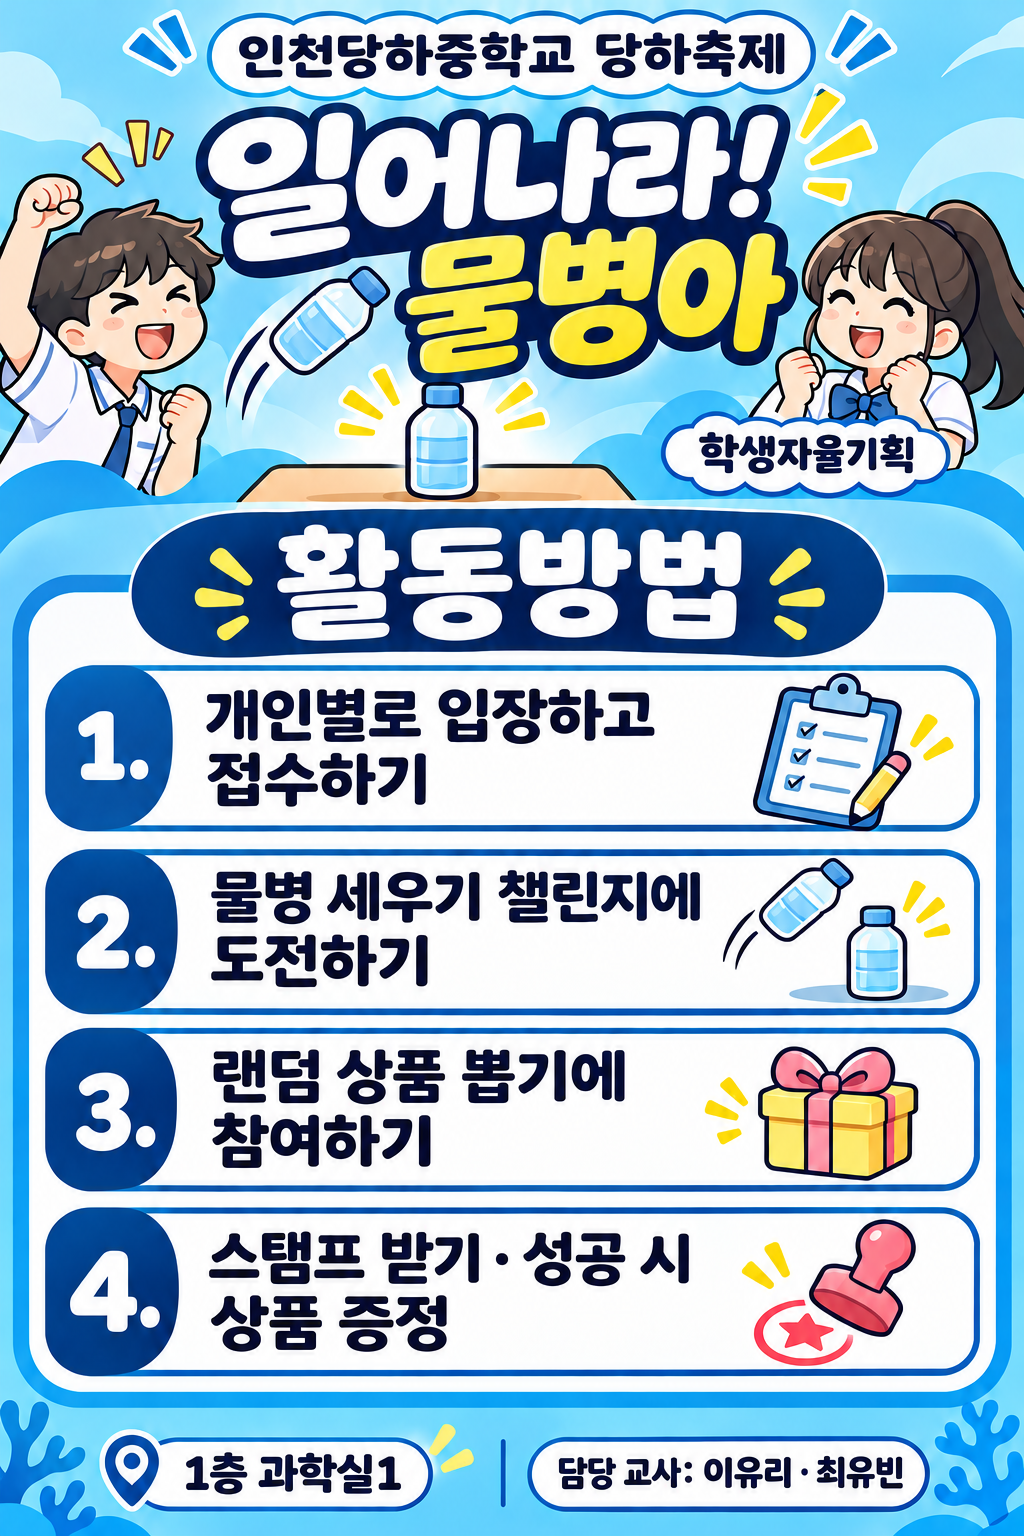 인천당하중학교 당하축제
일어나라!
물병아
학생자율기획
활동방법
1. 개인별로 입장하고
접수하기
2. 물병 세우기 챌린지에
도전하기
3. 랜덤 상품 뽑기에
참여하기
4. 스탬프 받기·성공 시
상품 증정
1층 과학실1
담당 교사: 이유리·최유빈